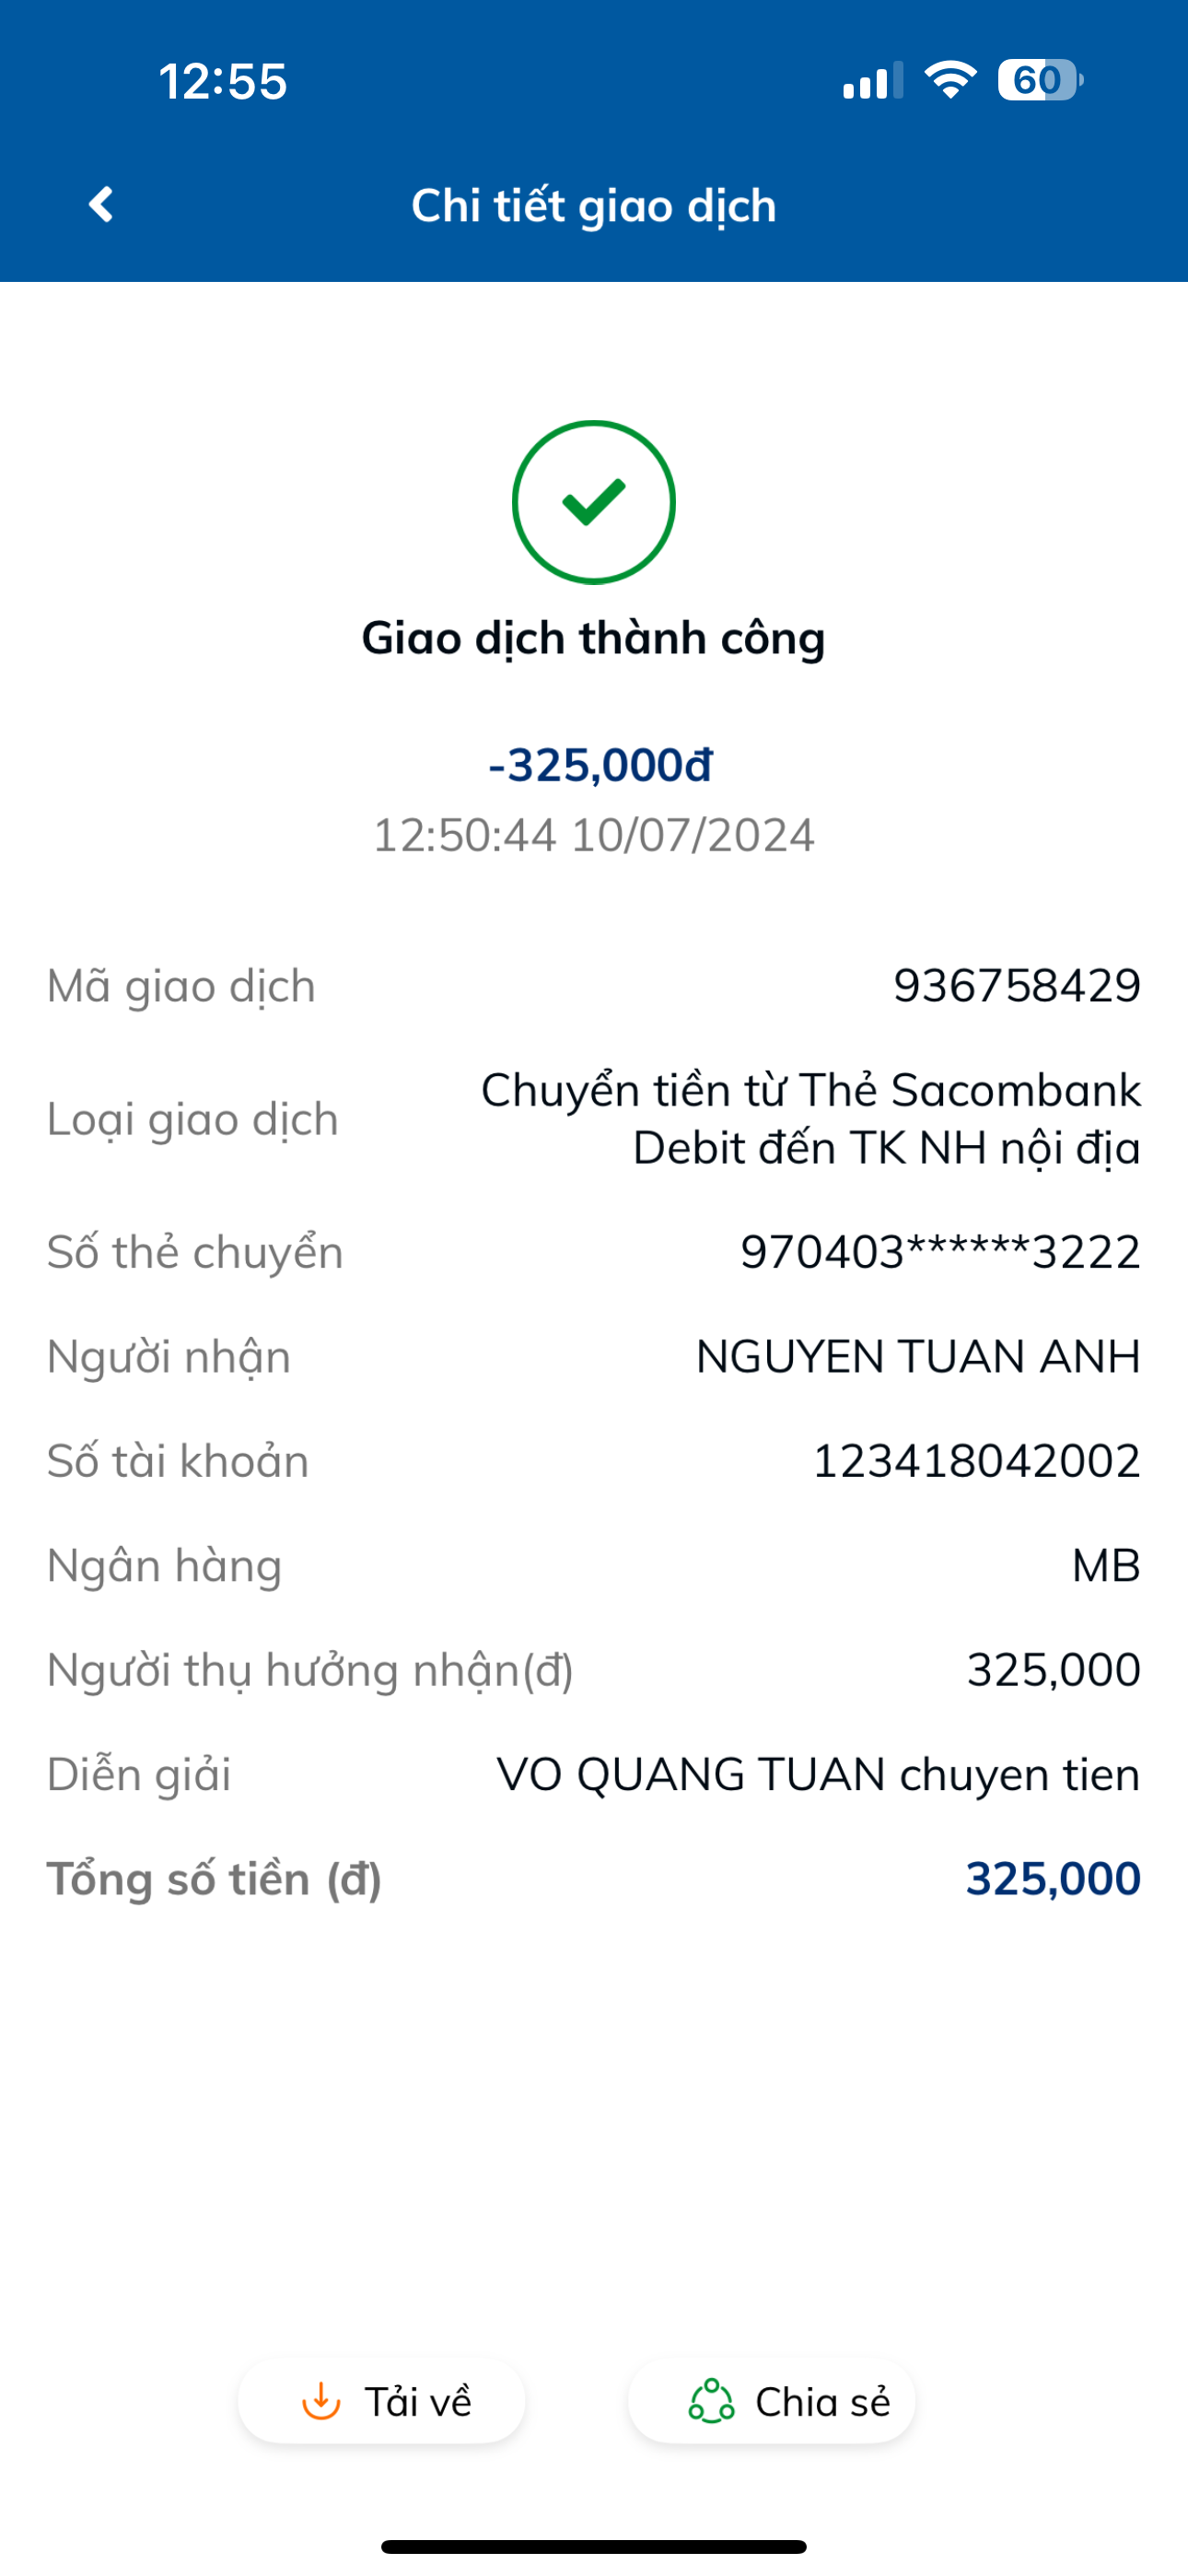 12:55
60
Chi tiết giao dịch
Giao dịch thành công
-325,000đ
12:50:44 10/07/2024
Mã giao dịch 936758429
Loại giao dịch Chuyển tiền từ Thẻ Sacombank
Debit đến TK NH nội địa
Số thẻ chuyển 970403******3222
Người nhận NGUYEN TUAN ANH
Số tài khoản 123418042002
Ngân hàng MB
Người thụ hưởng nhận(đ) 325,000
Diễn giải VO QUANG TUAN chuyen tien
Tổng số tiền (đ) 325,000
Tải về
Chia sẻ